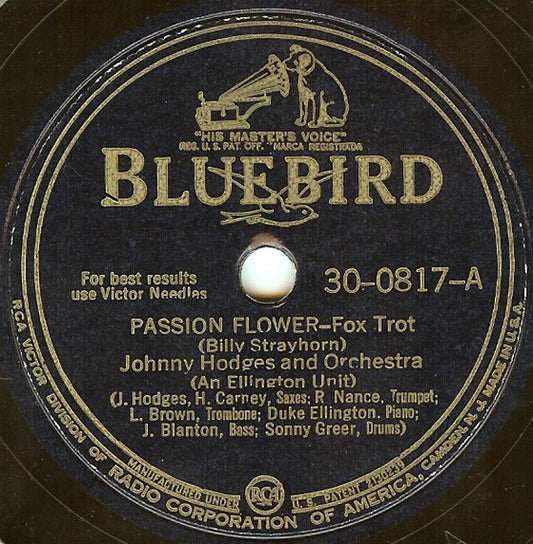 "HIS MASTER'S VOICE"
REG. U.S. PAT. OFF. "MARCA REGISTRADA
BLUEBIRD
For best results
use Victor Needles
30-0817-A
PASSION FLOWER-Fox Trot
(Billy Strayhorn)
Johnny Hodges and Orchestra
(An Ellington Unit)
(J. Hodges, H. Carney, Saxes; R Nance, Trumpet;
L. Brown, Trombone; Duke Ellington. Piano;
J. Blanton, Bass; Sonny Greer, Drums)
MANUFACTURED UNDER RCA U. S. PATENT 2130239
RCA VICTOR DIVISION OF RADIO CORPORATION OF AMERICA, CAMDEN, N. J. MADE IN U.S.A.